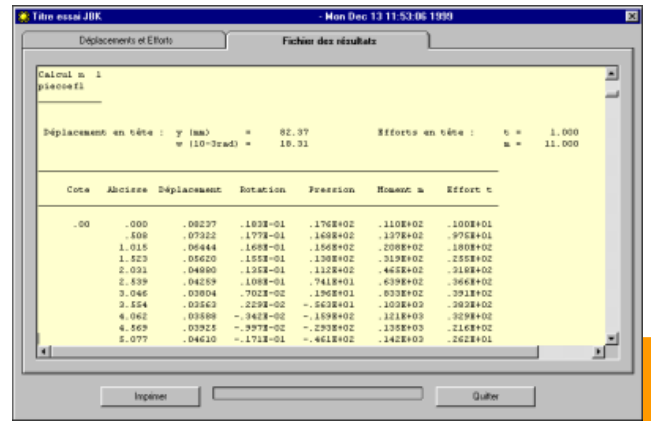 Titre essai JBK - Mon Dec 13 11:53:06 1999
Déplacements et Efforts Fichier des résultats
Calcul n 1
piecoefl
Déplacement en tête : y (mm) = 82.37 Efforts en tête : t = 1.000
w (10-3rad) = 18.31 m = 11.000
Cote Abcisse Déplacement Rotation Pression Moment m Effort t
.00 .000 .08237 .183E-01 .176E+02 .110E+02 .100E+01
.508 .07322 .177E-01 .168E+02 .137E+02 .975E+01
1.015 .06444 .168E-01 .156E+02 .208E+02 .180E+02
1.523 .05620 .155E-01 .138E+02 .319E+02 .255E+02
2.031 .04880 .135E-01 .112E+02 .465E+02 .318E+02
2.539 .04259 .108E-01 .741E+01 .639E+02 .366E+02
3.046 .03804 .702E-02 .196E+01 .833E+02 .391E+02
3.554 .03563 .229E-02 -.563E+01 .103E+03 .383E+02
4.062 .03588 -.342E-02 -.159E+02 .121E+03 .329E+02
4.569 .03925 -.997E-02 -.293E+02 .135E+03 .216E+02
5.077 .04610 -.171E-01 -.461E+02 .142E+03 .262E+01
Imprimer Quitter